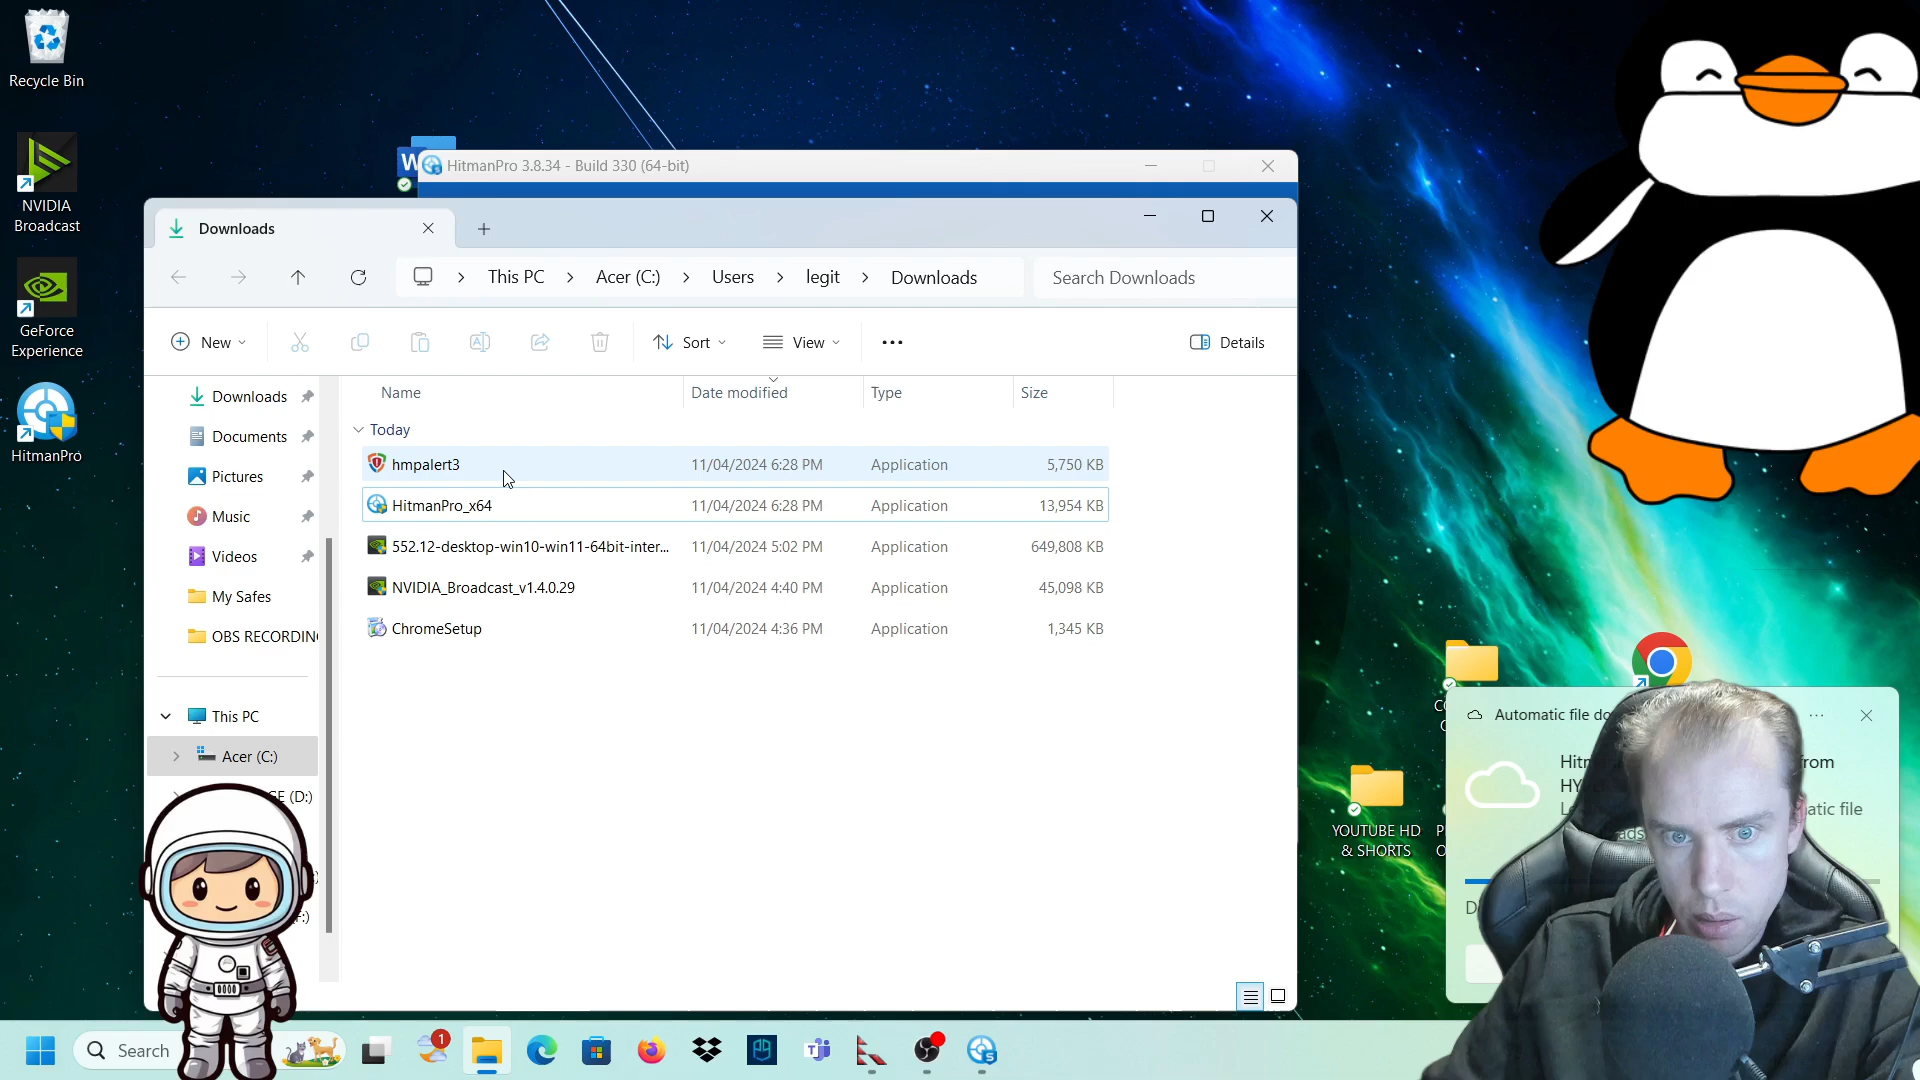 Recycle Bin
NVIDIA
Broadcast
GeForce
Experience
HitmanPro
W
HitmanPro 3.8.34 - Build 330 (64-bit)
Downloads
This PC > Acer (C:) > Users > legit > Downloads
Search Downloads
New
Sort
View
Details
Downloads
Documents
Pictures
Music
Videos
My Safes
OBS RECORDIN
This PC
Acer (C:)
GE (D:)
F:)
Name Date modified Type Size
Today
hmpalert3 11/04/2024 6:28 PM Application 5,750 KB
HitmanPro_x64 11/04/2024 6:28 PM Application 13,954 KB
552.12-desktop-win10-win11-64bit-inter... 11/04/2024 5:02 PM Application 649,808 KB
NVIDIA_Broadcast_v1.4.0.29 11/04/2024 4:40 PM Application 45,098 KB
ChromeSetup 11/04/2024 4:36 PM Application 1,345 KB
YOUTUBE HD
& SHORTS
Automatic file do
from
HY
atic file
Search
1